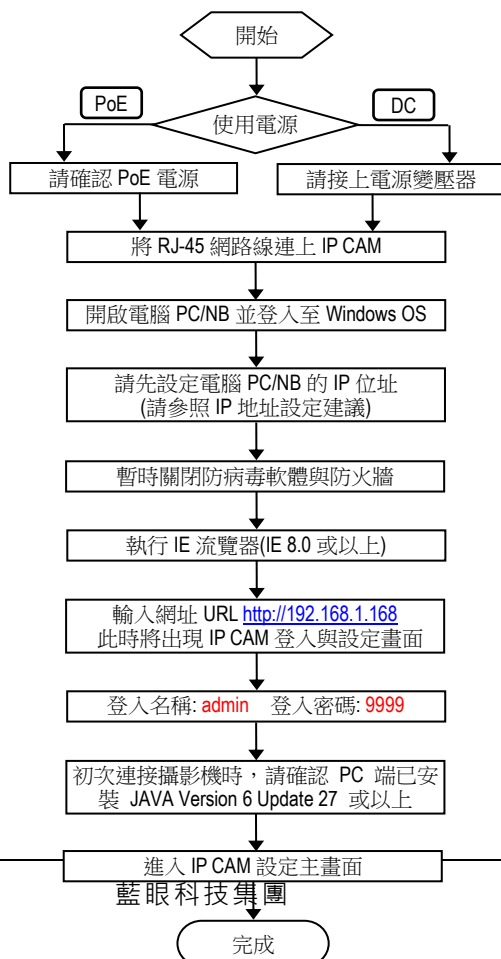 開始
PoE
DC
使用電源
請確認 PoE 電源
請接上電源變壓器
將 RJ-45 網路線連上 IP CAM
開啟電腦 PC/NB 並登入至 Windows OS
請先設定電腦 PC/NB 的 IP 位址
(請參照 IP 地址設定建議)
暫時關閉防病毒軟體與防火牆
執行 IE 流覽器(IE 8.0 或以上)
輸入網址 URL http://192.168.1.168
此時將出現 IP CAM 登入與設定畫面
登入名稱: admin 登入密碼: 9999
初次連接攝影機時，請確認 PC 端已安
裝 JAVA Version 6 Update 27 或以上
進入 IP CAM 設定主畫面
藍眼科技集團
完成